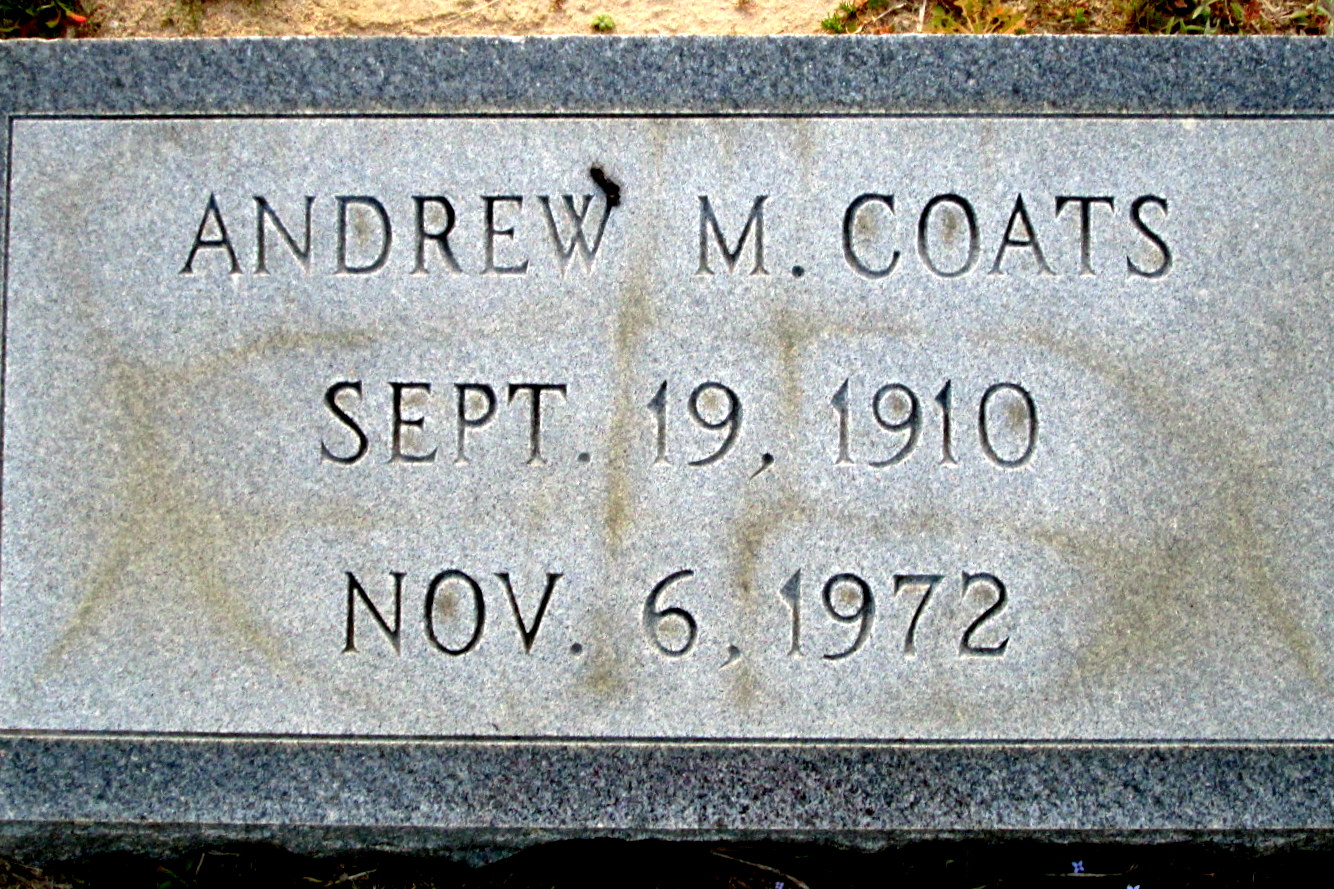 ANDREW M. COATS
SEPT. 19, 1910
NOV. 6, 1972